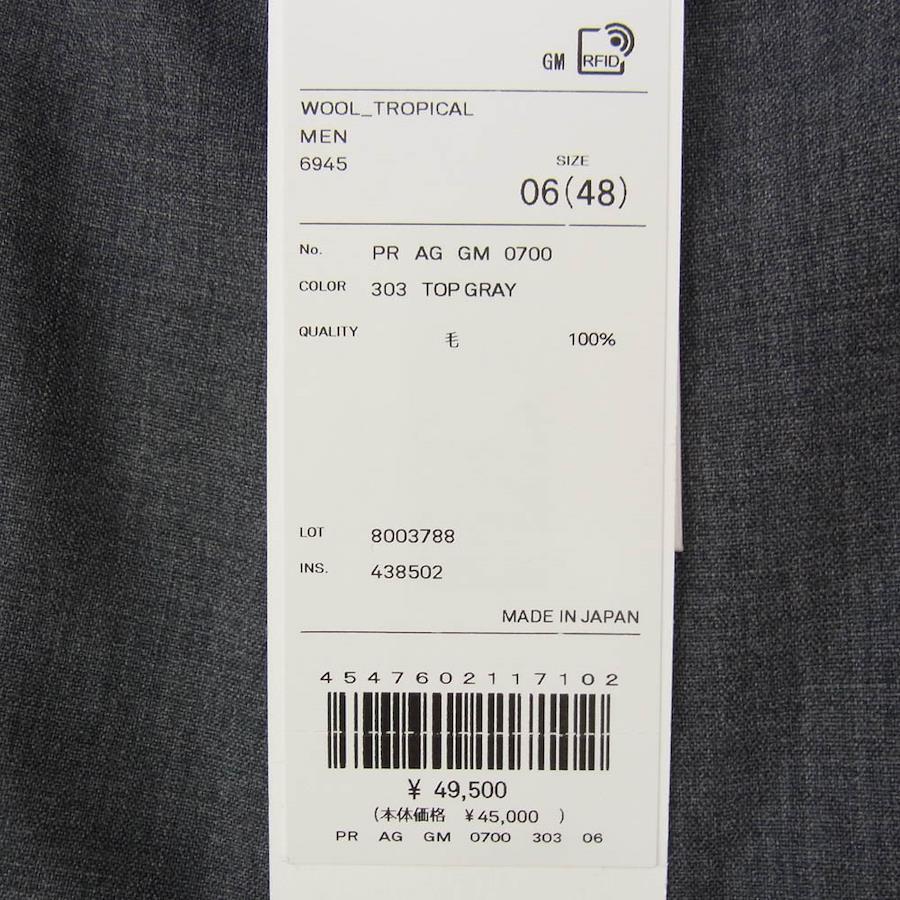 GM RFID
WOOL_TROPICAL
MEN
6945
SIZE
06(48)
No. PR AG GM 0700
COLOR 303 TOP GRAY
QUALITY 毛 100%
LOT 8003788
INS. 438502
MADE IN JAPAN
4547602117102
¥ 49,500
(本体価格 ¥45,000 )
PR AG GM 0700 303 06